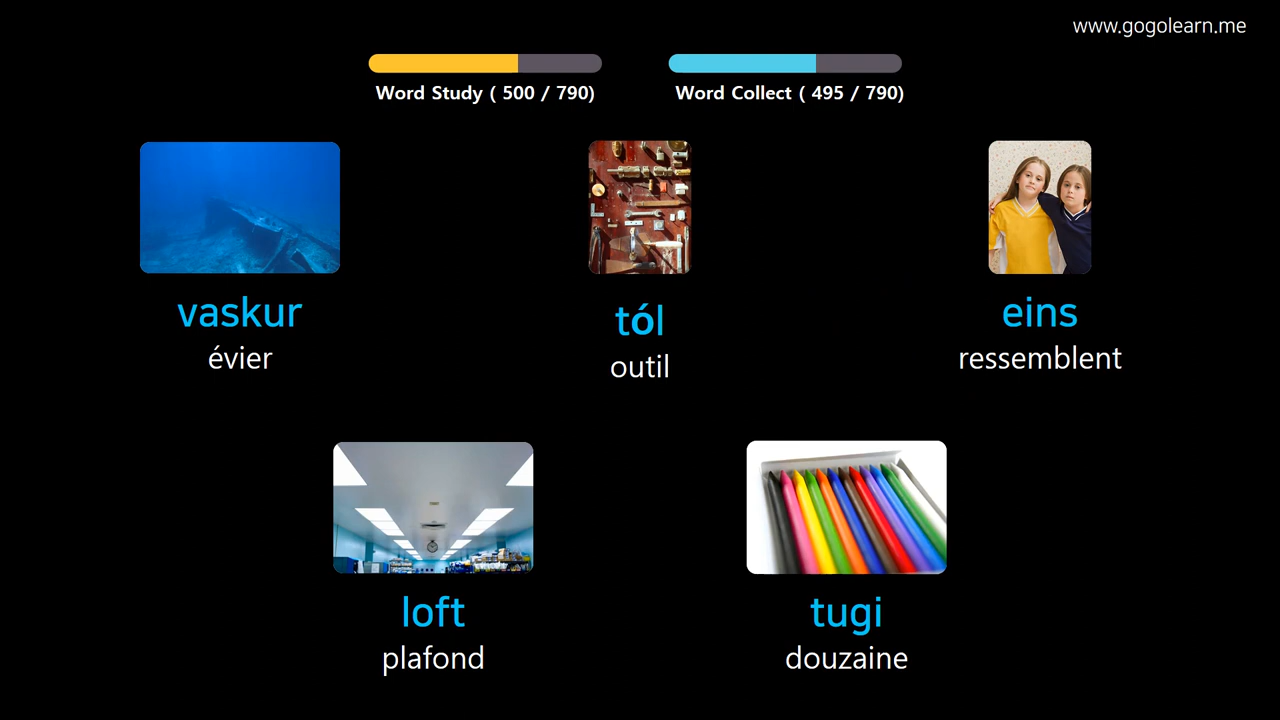 www.gogolearn.me
Word Study ( 500 / 790)
Word Collect ( 495 / 790)
vaskur
évier
tól
outil
eins
ressemblent
loft
plafond
tugi
douzaine